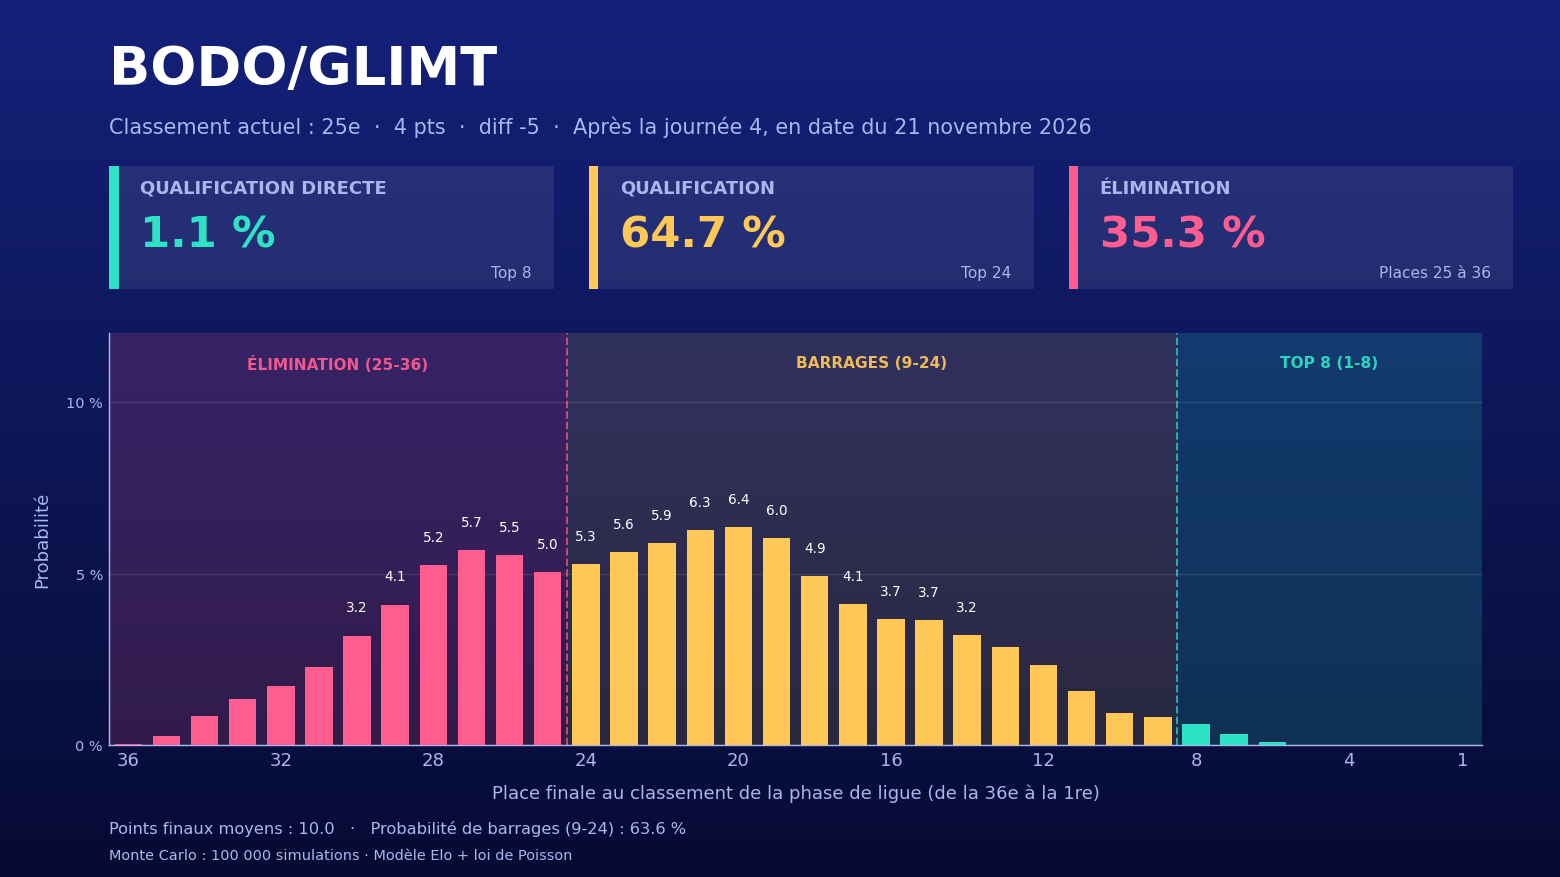 BODO/GLIMT
Classement actuel : 25e · 4 pts · diff -5 · Après la journée 4, en date du 21 novembre 2026
QUALIFICATION DIRECTE
1.1 %
Top 8
QUALIFICATION
64.7 %
Top 24
ÉLIMINATION
35.3 %
Places 25 à 36
ÉLIMINATION (25-36)
BARRAGES (9-24)
TOP 8 (1-8)
Probabilité
10 %
5 %
0 %
3.2
4.1
5.2
5.7
5.5
5.0
5.3
5.6
5.9
6.3
6.4
6.0
4.9
4.1
3.7
3.7
3.2
36 32 28 24 20 16 12 8 4 1
Place finale au classement de la phase de ligue (de la 36e à la 1re)
Points finaux moyens : 10.0 · Probabilité de barrages (9-24) : 63.6 %
Monte Carlo : 100 000 simulations · Modèle Elo + loi de Poisson